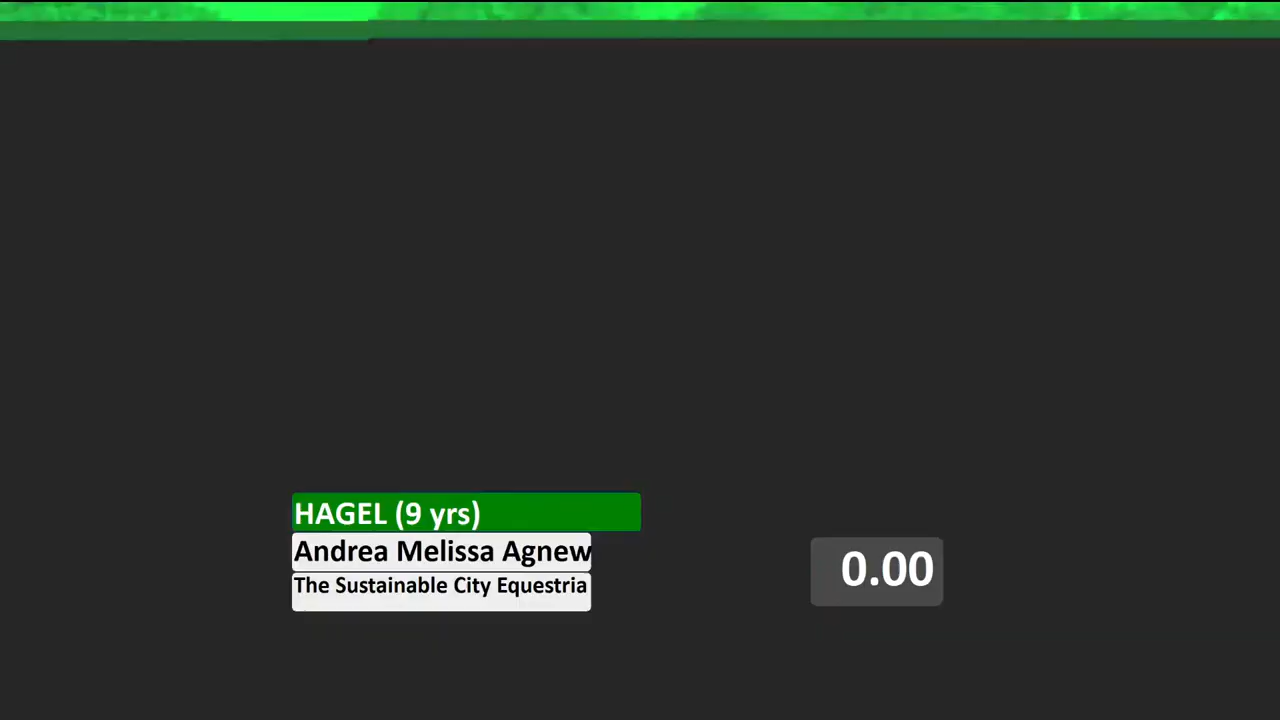 HAGEL (9 yrs)
Andrea Melissa Agnew
The Sustainable City Equestria
0.00